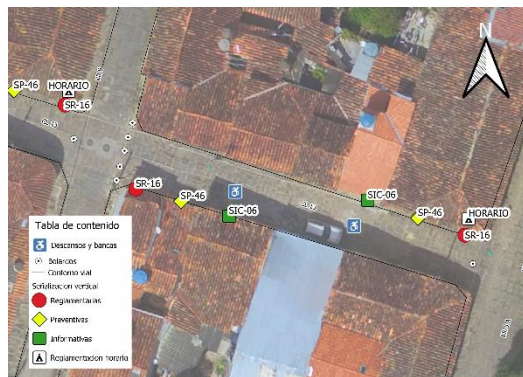 N
SP-46
HORARIO
SR-16
SR-16
SP-46
SIC-06
SIC-06
SP-46
HORARIO
SR-16
Tabla de contenido
Descansos y bancas
Bolardos
Contorno vial
Señalizacion vertical
Reglamentarias
Preventivas
Informativas
Reglamentacion horaria